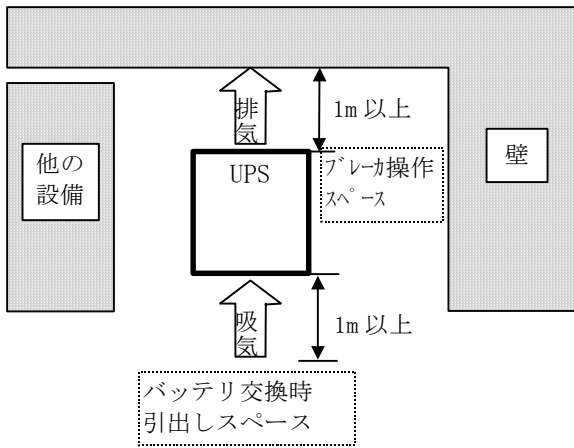 排
気
1m 以上
他の
設備
UPS
ﾌﾞﾚｰｶ操作
ｽﾍﾟｰｽ
壁
吸
気
1m 以上
バッテリ交換時
引出しスペース